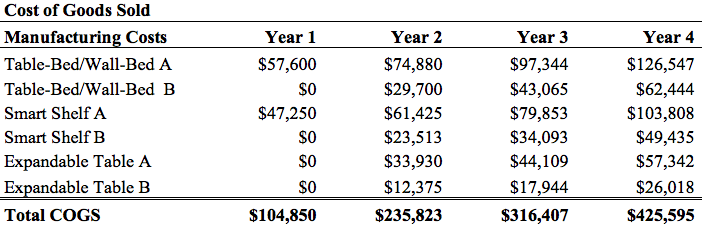 Cost of Goods Sold
Manufacturing Costs Year 1 Year 2 Year 3 Year 4
Table-Bed/Wall-Bed A $57,600 $74,880 $97,344 $126,547
Table-Bed/Wall-Bed B $0 $29,700 $43,065 $62,444
Smart Shelf A $47,250 $61,425 $79,853 $103,808
Smart Shelf B $0 $23,513 $34,093 $49,435
Expandable Table A $0 $33,930 $44,109 $57,342
Expandable Table B $0 $12,375 $17,944 $26,018
Total COGS $104,850 $235,823 $316,407 $425,595